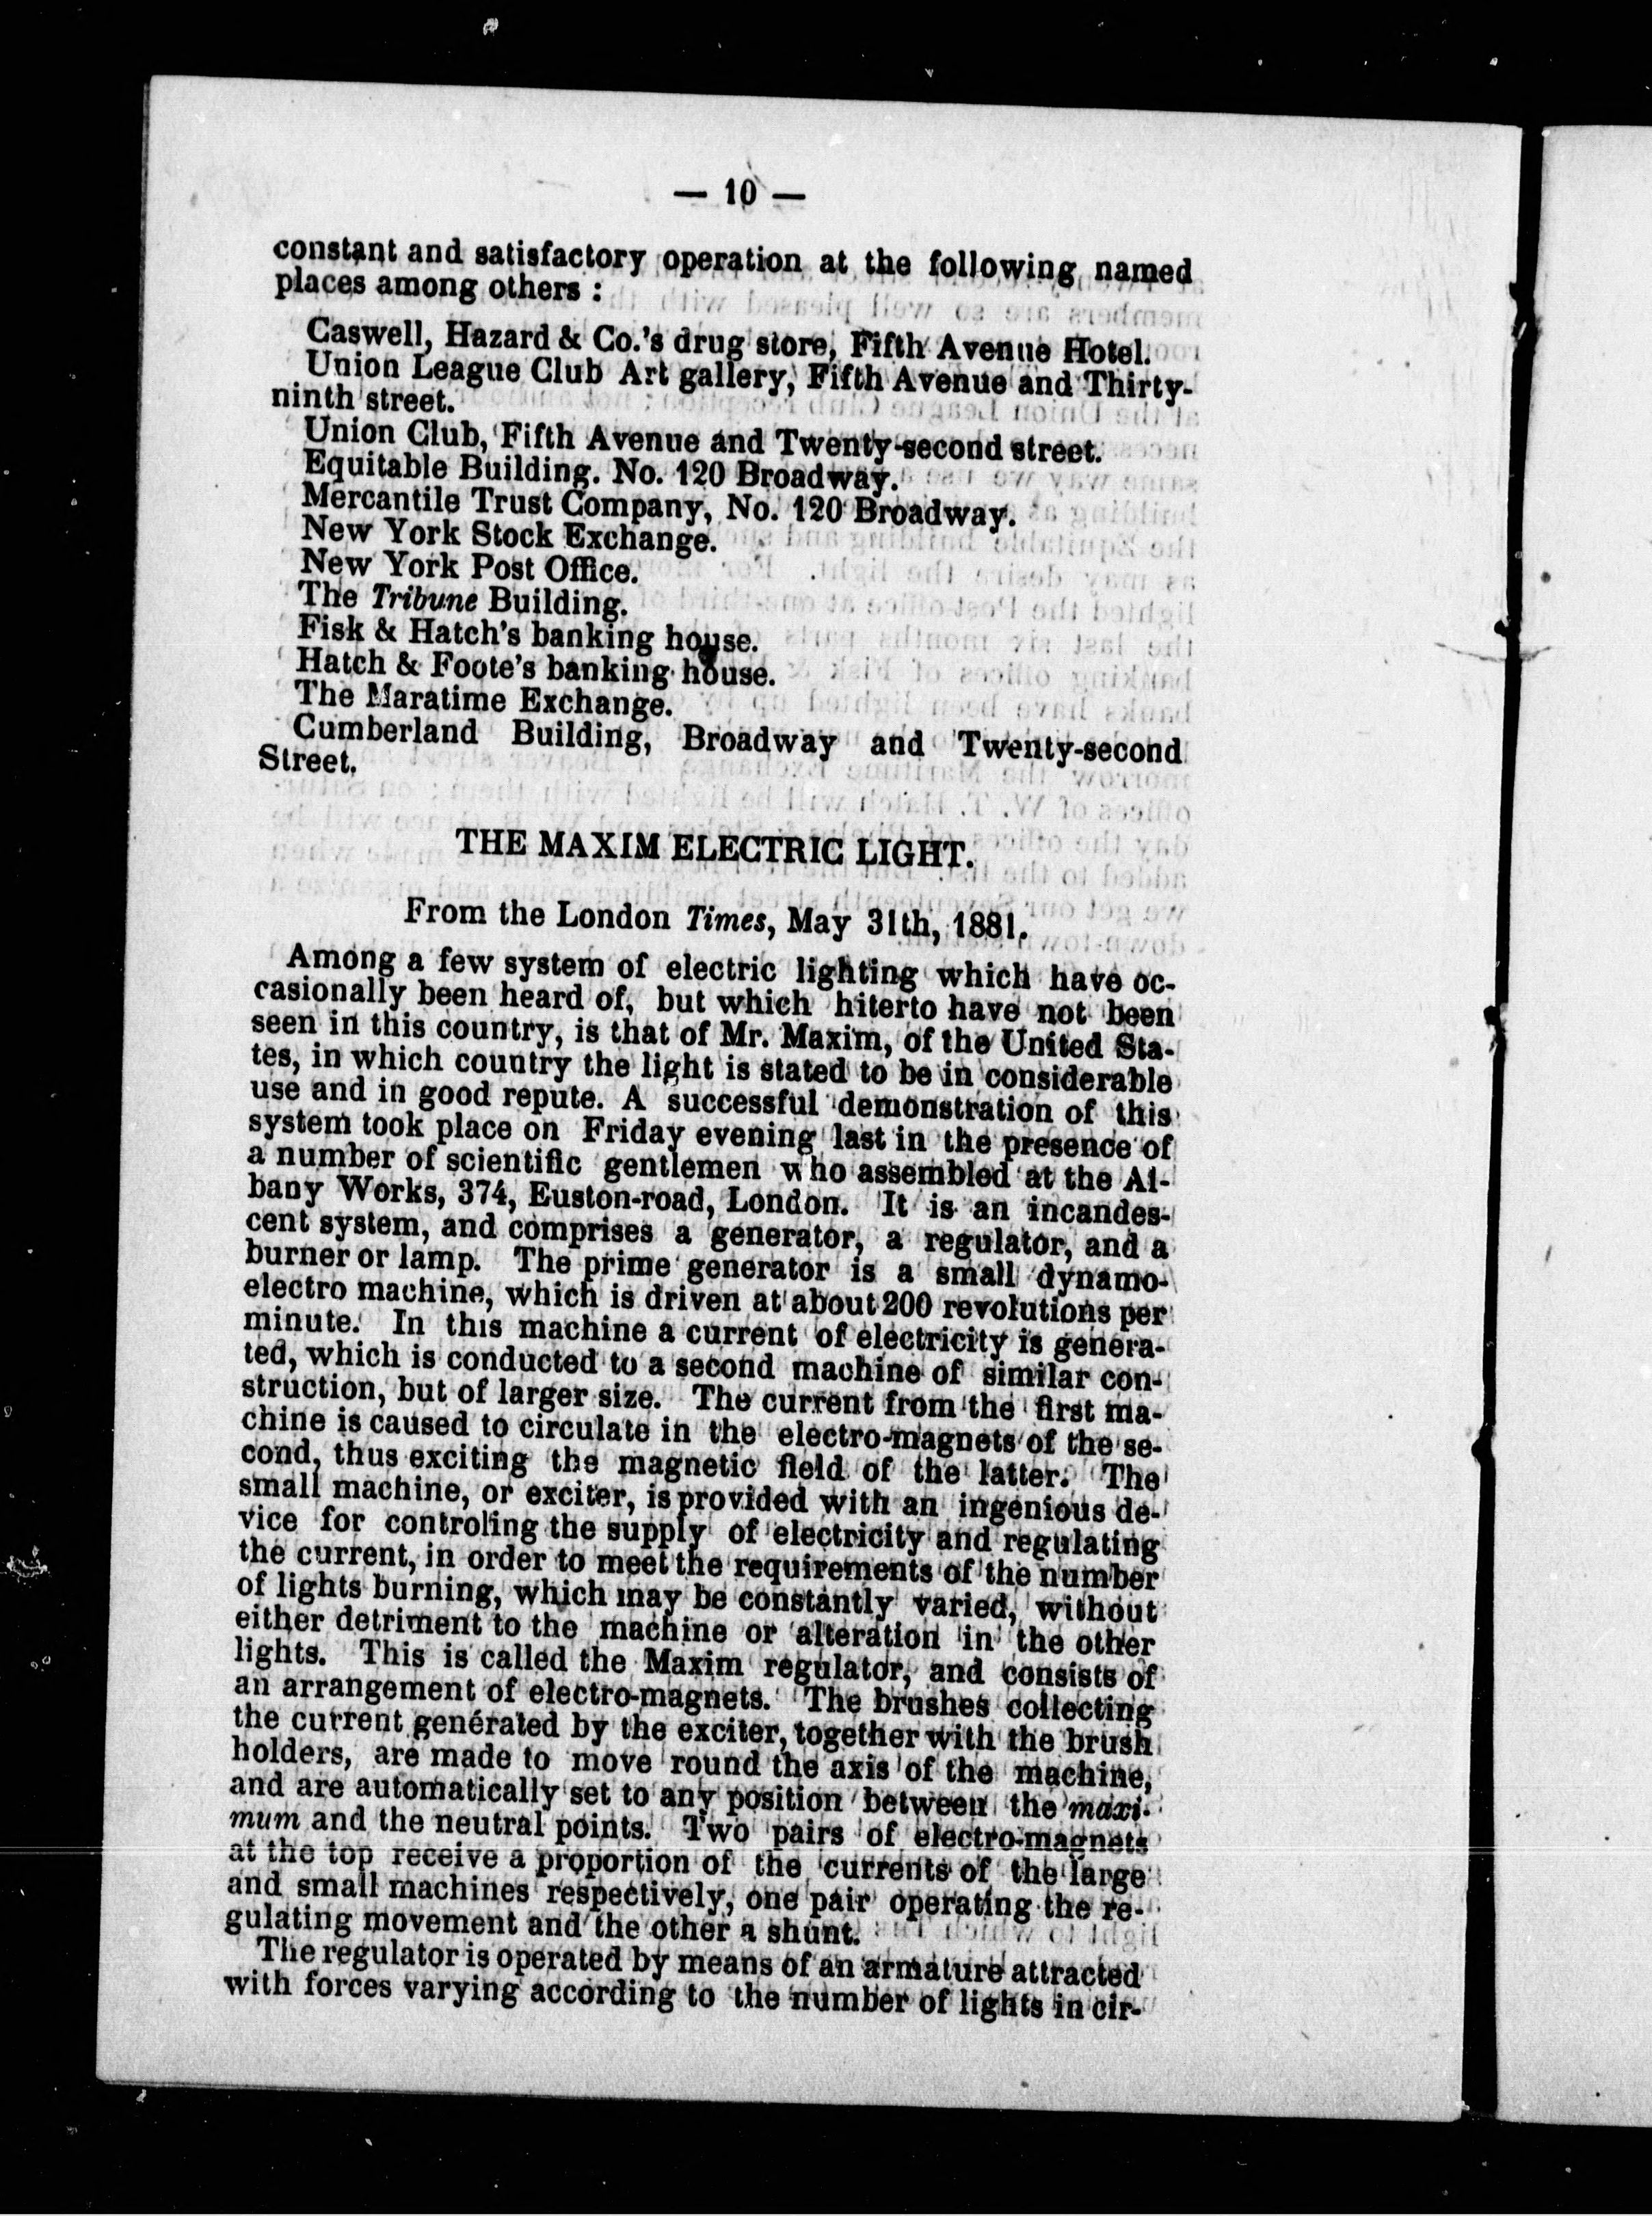 — 10 —
constant and satisfactory operation at the following named
places among others :
Caswell, Hazard & Co.'s drug store, Fifth Avenue Hotel.
Union League Club Art gallery, Fifth Avenue and Thirty-
ninth street.
Union Club, Fifth Avenue and Twenty-second street.
Equitable Building. No. 120 Broadway.
Mercantile Trust Company, No. 120 Broadway.
New York Stock Exchange.
New York Post Office.
The Tribune Building.
Fisk & Hatch's banking house.
Hatch & Foote's banking house.
The Maratime Exchange.
Cumberland Building, Broadway and Twenty-second
Street.
THE MAXIM ELECTRIC LIGHT.
From the London Times, May 31th, 1881.
Among a few system of electric lighting which have oc-
casionally been heard of, but which hiterto have not been
seen in this country, is that of Mr. Maxim, of the United Sta-
tes, in which country the light is stated to be in considerable
use and in good repute. A successful demonstration of this
system took place on Friday evening last in the presence of
a number of scientific gentlemen who assembled at the Al-
bany Works, 374, Euston-road, London. It is an incandes-
cent system, and comprises a generator, a regulator, and a
burner or lamp. The prime generator is a small dynamo-
electro machine, which is driven at about 200 revolutions per
minute. In this machine a current of electricity is genera-
ted, which is conducted to a second machine of similar con-
struction, but of larger size. The current from the first ma-
chine is caused to circulate in the electro-magnets of the se-
cond, thus exciting the magnetic field of the latter. The
small machine, or exciter, is provided with an ingenious de-
vice for controling the supply of electricity and regulating
the current, in order to meet the requirements of the number
of lights burning, which may be constantly varied, without
either detriment to the machine or alteration in the other
lights. This is called the Maxim regulator, and consists of
an arrangement of electro-magnets. The brushes collecting
the current generated by the exciter, together with the brush
holders, are made to move round the axis of the machine,
and are automatically set to any position between the maxi-
mum and the neutral points. Two pairs of electro-magnets
at the top receive a proportion of the currents of the large
and small machines respectively, one pair operating the re-
gulating movement and the other a shunt.
The regulator is operated by means of an armature attracted
with forces varying according to the number of lights in cir-